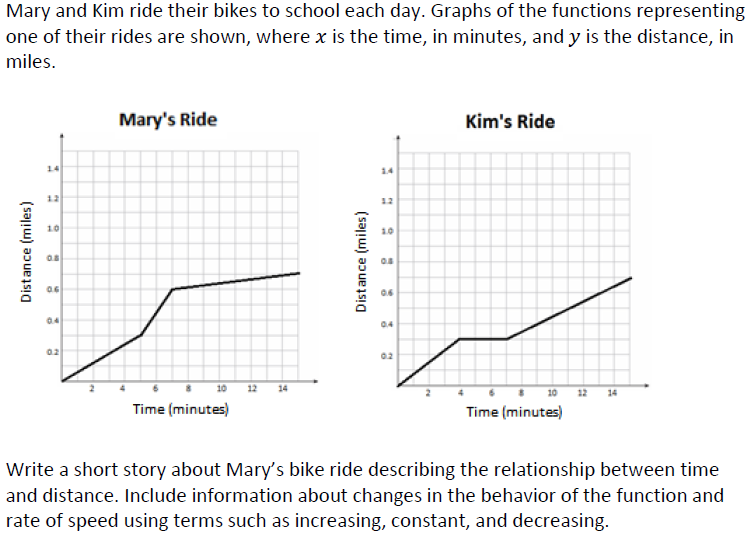 Mary and Kim ride their bikes to school each day. Graphs of the functions representing
one of their rides are shown, where x is the time, in minutes, and y is the distance, in
miles.
Mary's Ride
Distance (miles)
1.4
1.2
1.0
0.8
0.6
0.4
0.2
2 4 6 8 10 12 14
Time (minutes)
Kim's Ride
Distance (miles)
1.4
1.2
1.0
0.8
0.6
0.4
0.2
2 4 6 8 10 12 14
Time (minutes)
Write a short story about Mary’s bike ride describing the relationship between time
and distance. Include information about changes in the behavior of the function and
rate of speed using terms such as increasing, constant, and decreasing.